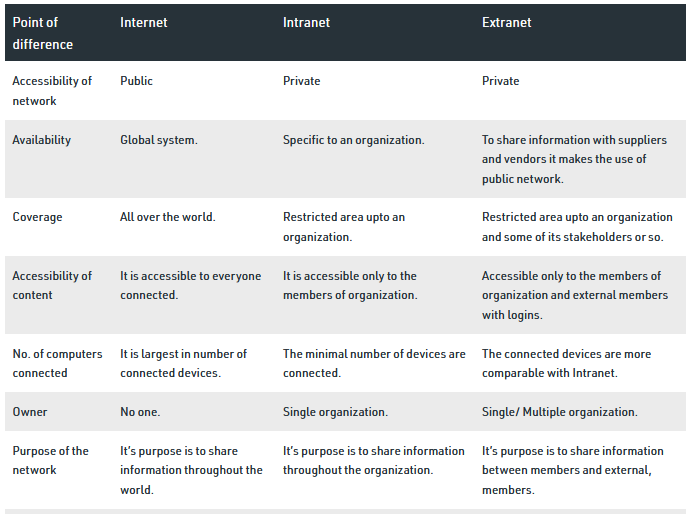 Point of difference | Internet | Intranet | Extranet
Accessibility of network | Public | Private | Private
Availability | Global system. | Specific to an organization. | To share information with suppliers and vendors it makes the use of public network.
Coverage | All over the world. | Restricted area upto an organization. | Restricted area upto an organization and some of its stakeholders or so.
Accessibility of content | It is accessible to everyone connected. | It is accessible only to the members of organization. | Accessible only to the members of organization and external members with logins.
No. of computers connected | It is largest in number of connected devices. | The minimal number of devices are connected. | The connected devices are more comparable with Intranet.
Owner | No one. | Single organization. | Single/ Multiple organization.
Purpose of the network | It's purpose is to share information throughout the world. | It's purpose is to share information throughout the organization. | It's purpose is to share information between members and external, members.